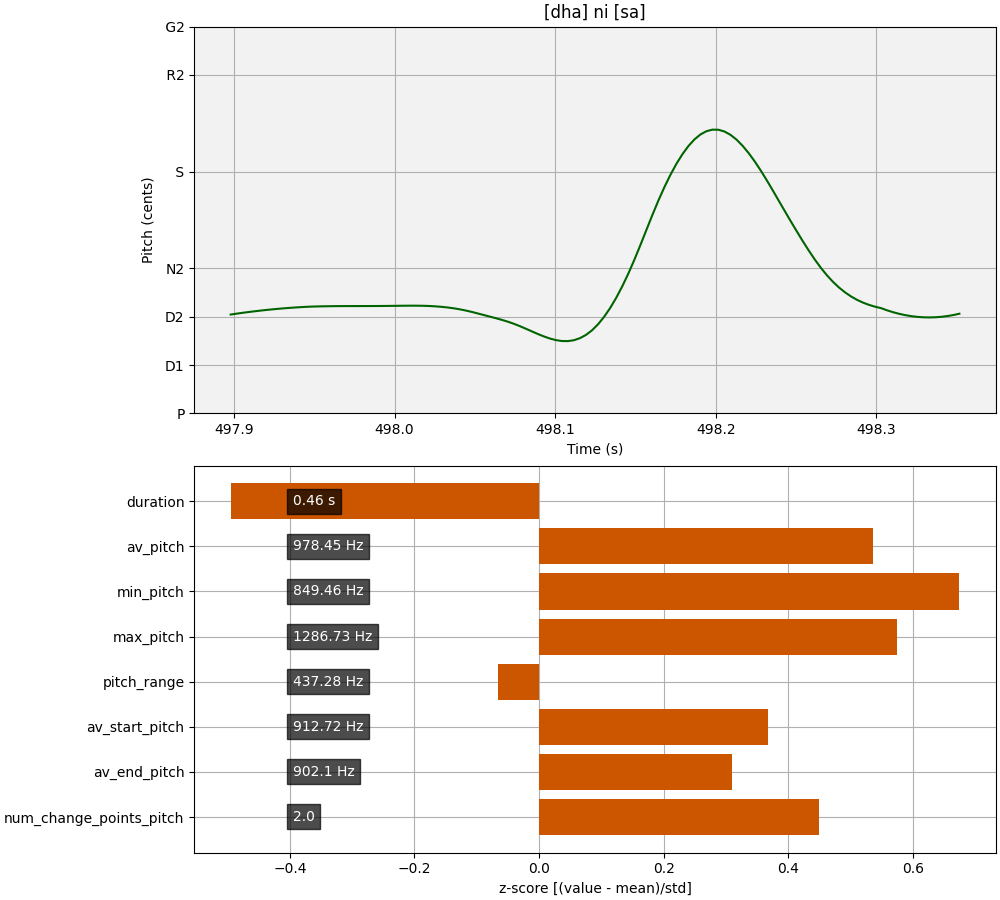 [dha] ni [sa]
G2
R2
S
N2
D2
D1
P
Pitch (cents)
497.9 498.0 498.1 498.2 498.3
Time (s)
duration 0.46 s
av_pitch 978.45 Hz
min_pitch 849.46 Hz
max_pitch 1286.73 Hz
pitch_range 437.28 Hz
av_start_pitch 912.72 Hz
av_end_pitch 902.1 Hz
num_change_points_pitch 2.0
−0.4 −0.2 0.0 0.2 0.4 0.6
z-score [(value - mean)/std]